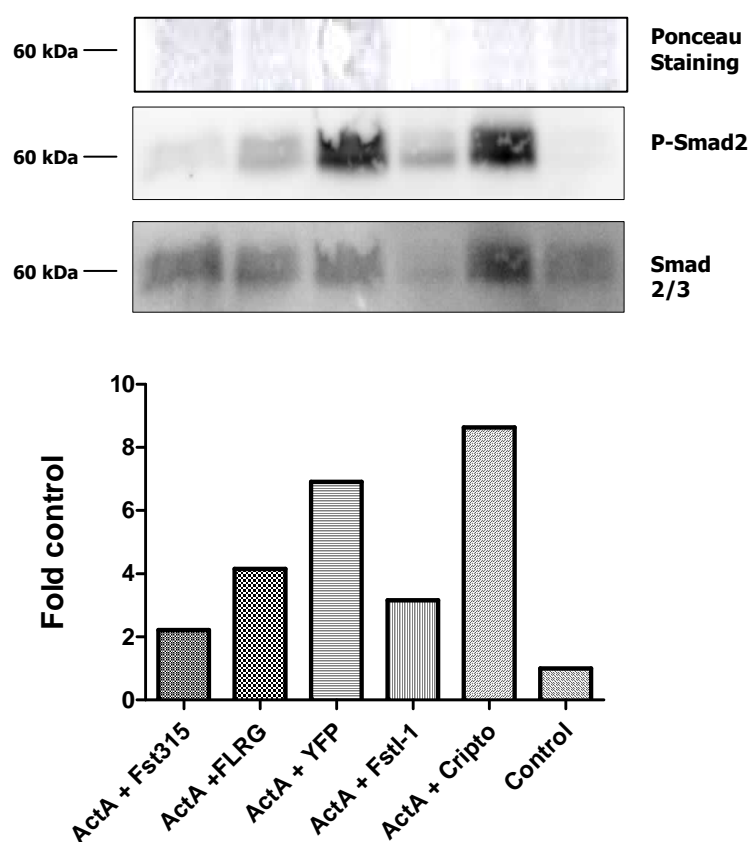 60 kDa
Ponceau
Staining
60 kDa
P-Smad2
60 kDa
Smad
2/3
10
8
6
4
2
0
Fold control
ActA + Fst315
ActA +FLRG
ActA + YFP
ActA + Fstl-1
ActA + Cripto
Control